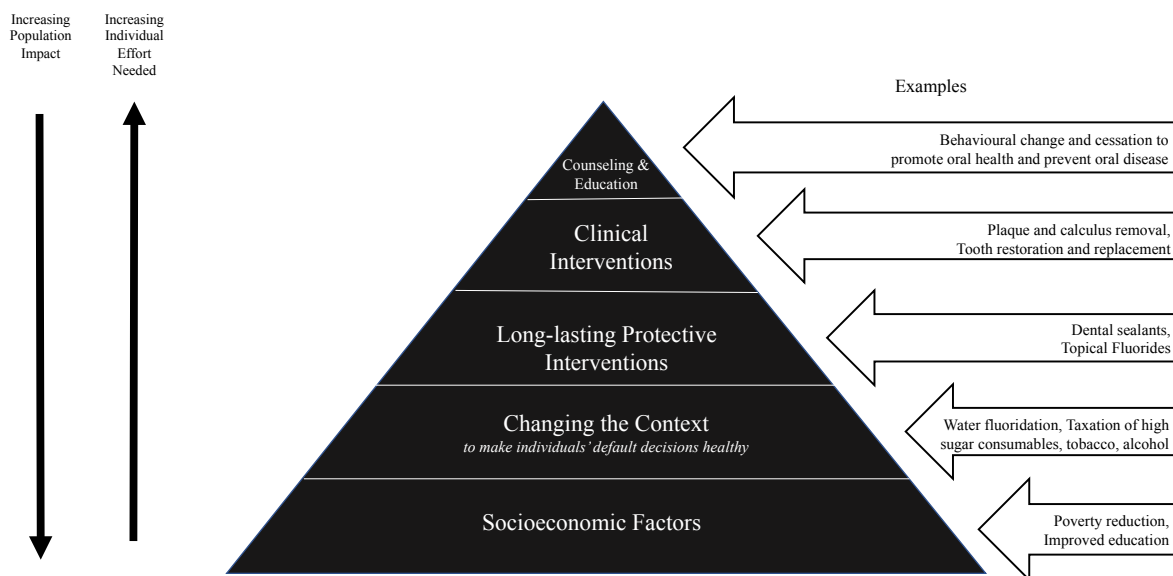 Increasing
Population
Impact
Increasing
Individual
Effort
Needed
Examples
Counseling &
Education
Behavioural change and cessation to
promote oral health and prevent oral disease
Clinical
Interventions
Plaque and calculus removal,
Tooth restoration and replacement
Long-lasting Protective
Interventions
Dental sealants,
Topical Fluorides
Changing the Context
to make individuals’ default decisions healthy
Water fluoridation, Taxation of high
sugar consumables, tobacco, alcohol
Socioeconomic Factors
Poverty reduction,
Improved education